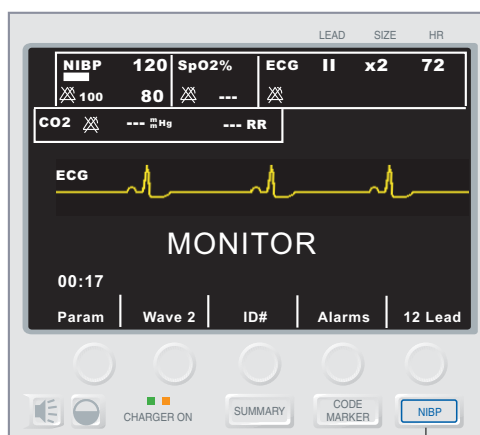 LEAD SIZE HR
NIBP 120 SpO2% ECG II x2 72
100 80 ---
CO2 --- mmHg --- RR
ECG
MONITOR
00:17
Param Wave 2 ID# Alarms 12 Lead
CHARGER ON SUMMARY CODE MARKER NIBP